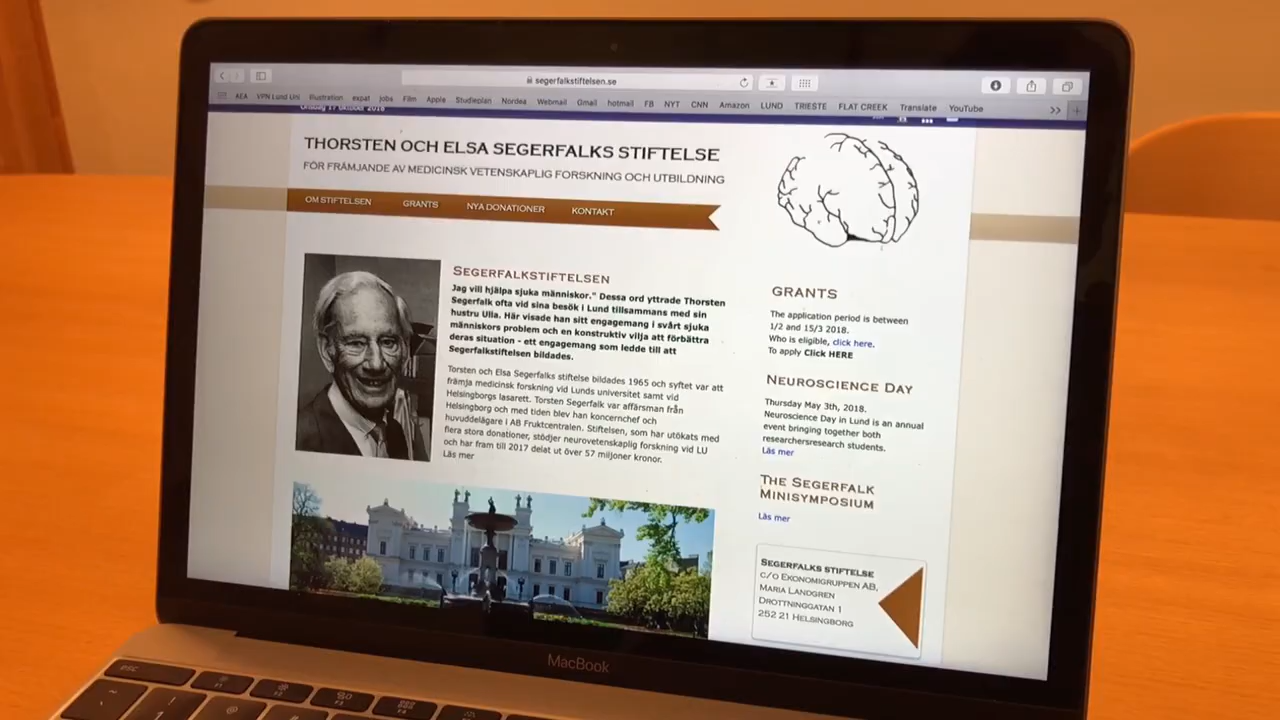 segerfalkstiftelsen.se
AEA VPN Lund Uni Illustration expat jobs Film Apple Studieplan Nordea Webmail Gmail hotmail FB NYT CNN Amazon LUND TRIESTE FLAT CREEK Translate YouTube
THORSTEN OCH ELSA SEGERFALKS STIFTELSE
FÖR FRÄMJANDE AV MEDICINSK VETENSKAPLIG FORSKNING OCH UTBILDNING
OM STIFTELSEN GRANTS NYA DONATIONER KONTAKT
SEGERFALKSTIFTELSEN
Jag vill hjälpa sjuka människor." Dessa ord yttrade Thorsten
Segerfalk ofta vid sina besök i Lund tillsammans med sin
hustru Ulla. Här visade han sitt engagemang i svårt sjuka
människors problem och en konstruktiv vilja att förbättra
deras situation - ett engagemang som ledde till att
Segerfalkstiftelsen bildades.
Torsten och Elsa Segerfalks stiftelse bildades 1965 och syftet var att
främja medicinsk forskning vid Lunds universitet samt vid
Helsingborgs lasarett. Torsten Segerfalk var affärsman från
Helsingborg och med tiden blev han koncernchef och
huvuddelägare i AB Fruktcentralen. Stiftelsen, som har utökats med
flera stora donationer, stödjer neurovetenskaplig forskning vid LU
och har fram till 2017 delat ut över 57 miljoner kronor.
Läs mer
GRANTS
The application period is between
1/2 and 15/3 2018.
Who is eligible, click here.
To apply Click HERE
NEUROSCIENCE DAY
Thursday May 3th, 2018.
Neuroscience Day in Lund is an annual
event bringing together both
researchersresearch students.
Läs mer
THE SEGERFALK
MINISYMPOSIUM
Läs mer
SEGERFALKS STIFTELSE
C/O EKONOMIGRUPPEN AB,
MARIA LANDGREN
DROTTNINGGATAN 1
252 21 HELSINGBORG
MacBook
esc
F2
F3